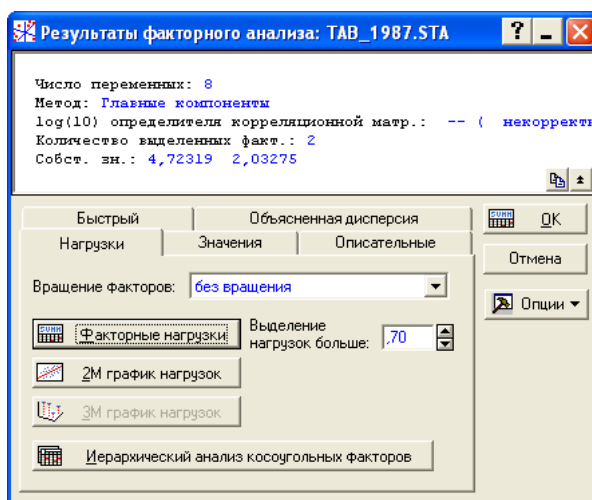 Результаты факторного анализа: TAB_1987.STA
Число переменных: 8
Метод: Главные компоненты
log(10) определителя корреляционной матр.: -- ( некорректн
Количество выделенных факт.: 2
Собст. зн.: 4,72319 2,03275
Быстрый
Объясненная дисперсия
Нагрузки
Значения
Описательные
Вращение факторов: без вращения
Факторные нагрузки
Выделение
нагрузок больше: ,70
2М график нагрузок
3М график нагрузок
Иерархический анализ косоугольных факторов
SUMM OK
Отмена
Опции